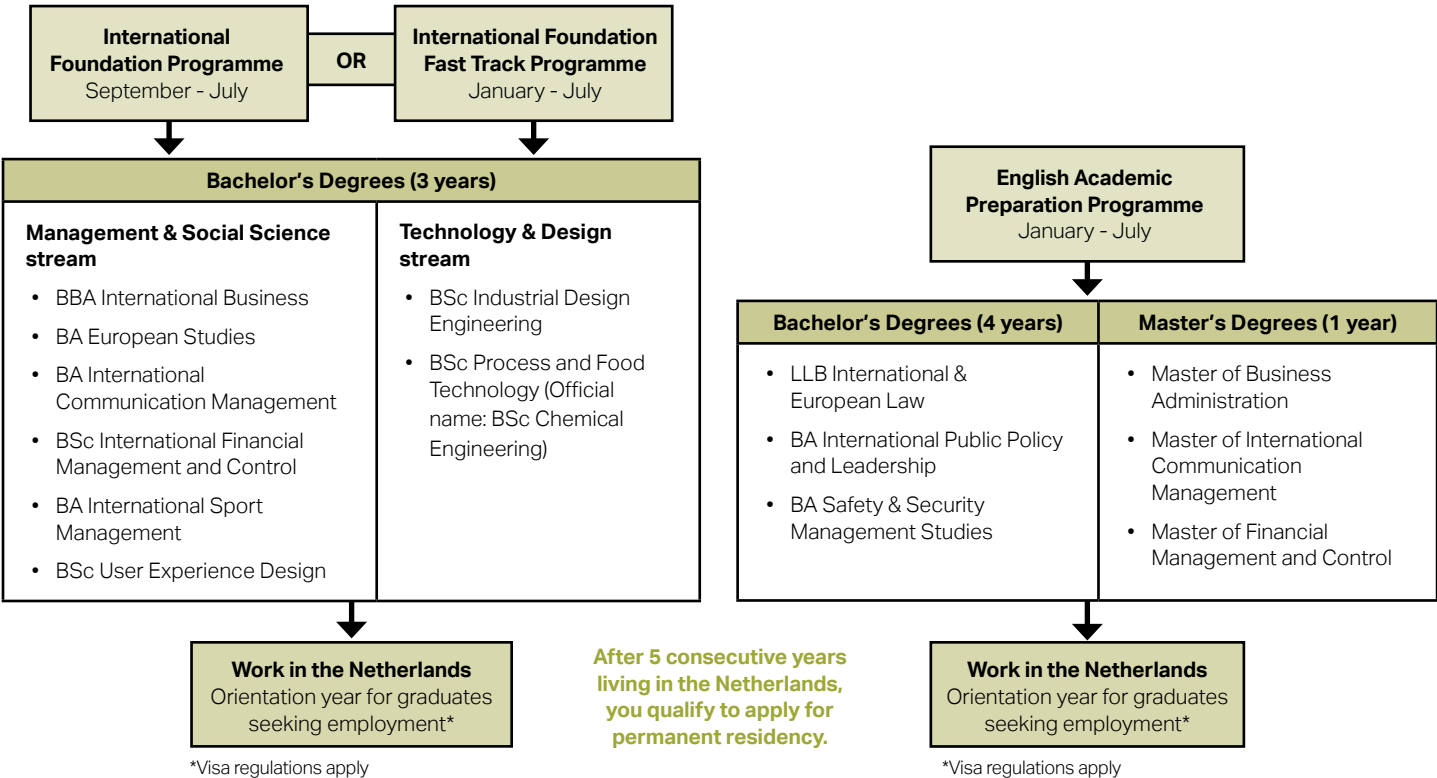 International
Foundation Programme
September - July
OR
International Foundation
Fast Track Programme
January - July
Bachelor's Degrees (3 years)
Management & Social Science
stream
• BBA International Business
• BA European Studies
• BA International
Communication Management
• BSc International Financial
Management and Control
• BA International Sport
Management
• BSc User Experience Design
Technology & Design
stream
• BSc Industrial Design
Engineering
• BSc Process and Food
Technology (Official
name: BSc Chemical
Engineering)
Work in the Netherlands
Orientation year for graduates
seeking employment*
*Visa regulations apply
After 5 consecutive years
living in the Netherlands,
you qualify to apply for
permanent residency.
English Academic
Preparation Programme
January - July
Bachelor's Degrees (4 years)
• LLB International &
European Law
• BA International Public Policy
and Leadership
• BA Safety & Security
Management Studies
Master's Degrees (1 year)
• Master of Business
Administration
• Master of International
Communication
Management
• Master of Financial
Management and Control
Work in the Netherlands
Orientation year for graduates
seeking employment*
*Visa regulations apply